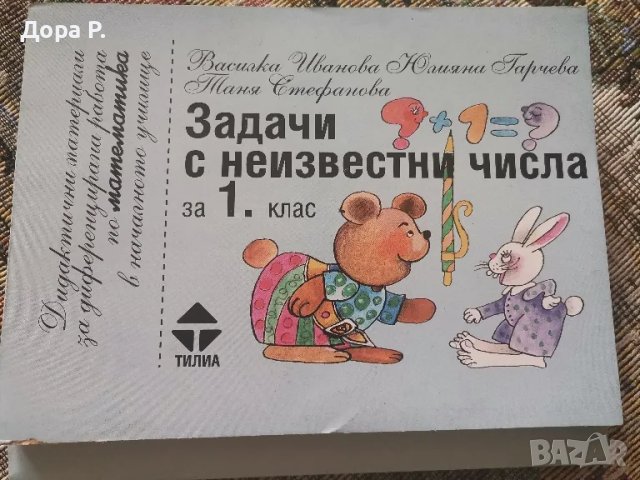 Дора Р.
Василка Иванова Юлияна Гарчева
Таня Стефанова
Задачи
с неизвестни числа
за 1. клас
? + 1 = ?
Дидактични материали
за диференцирана работа
по математика
в началното училище
ТИЛИА
BAZAR